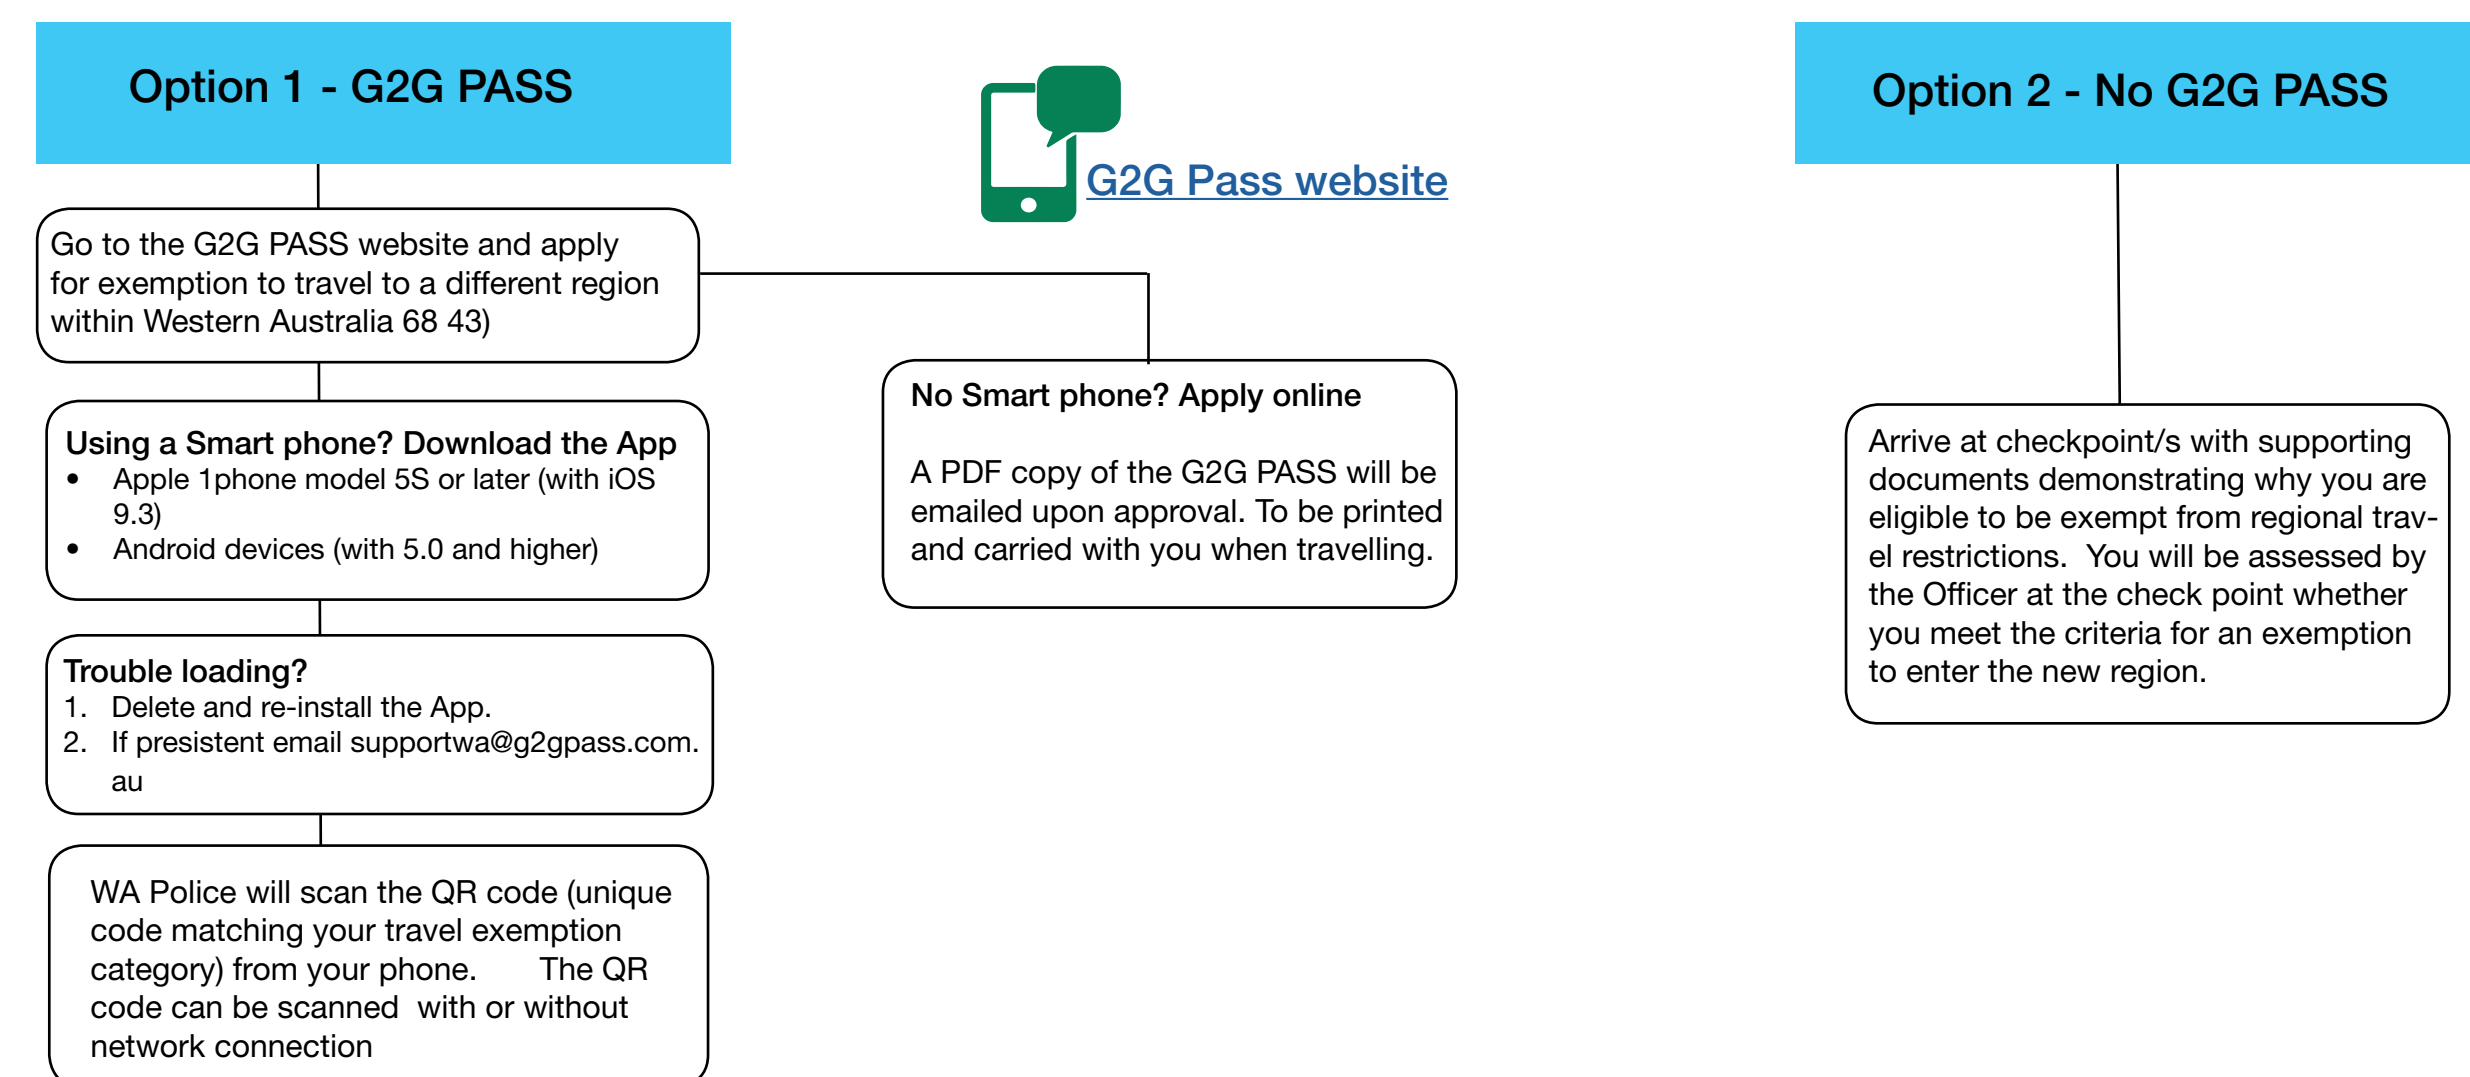 Option 1 - G2G PASS
Go to the G2G PASS website and apply
for exemption to travel to a different region
within Western Australia 68 43)
Using a Smart phone? Download the App
• Apple 1phone model 5S or later (with iOS
9.3)
• Android devices (with 5.0 and higher)
Trouble loading?
1. Delete and re-install the App.
2. If presistent email supportwa@g2gpass.com.
au
WA Police will scan the QR code (unique
code matching your travel exemption
category) from your phone. The QR
code can be scanned with or without
network connection
G2G Pass website
No Smart phone? Apply online
A PDF copy of the G2G PASS will be
emailed upon approval. To be printed
and carried with you when travelling.
Option 2 - No G2G PASS
Arrive at checkpoint/s with supporting
documents demonstrating why you are
eligible to be exempt from regional trav-
el restrictions. You will be assessed by
the Officer at the check point whether
you meet the criteria for an exemption
to enter the new region.